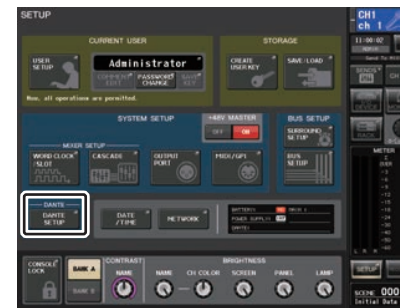 SETUP
CH1
ch 1
CURRENT USER
STORAGE
USER
SETUP
Administrator
COMMENT
EDIT
PASSWORD
CHANGE
SAVE
KEY
CREATE
USER KEY
SAVE/LOAD
Now, all operations are permitted.
SYSTEM SETUP
+48V MASTER
OFF
ON
BUS SETUP
SURROUND
SETUP
MIXER SETUP
WORD CLOCK
/SLOT
CASCADE
OUTPUT
PORT
MIDI/GPI
BUS
SETUP
DANTE
DANTE
SETUP
DATE
/TIME
NETWORK
BATTERY:
POWER SUPPLY:
DANTE:
METER
CONSOLE
LOCK
BANK A
BANK B
CONTRAST
NAME
BRIGHTNESS
NAME
CH COLOR
SCREEN
PANEL
LAMP
SETUP
SCENE 000
Initial Data